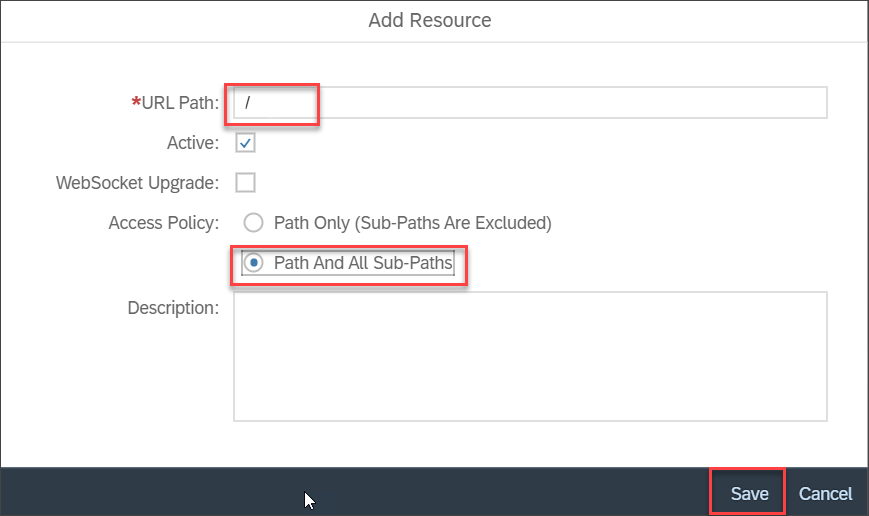 Add Resource
*URL Path: /
Active:
WebSocket Upgrade:
Access Policy: Path Only (Sub-Paths Are Excluded)
Path And All Sub-Paths
Description:
Save Cancel